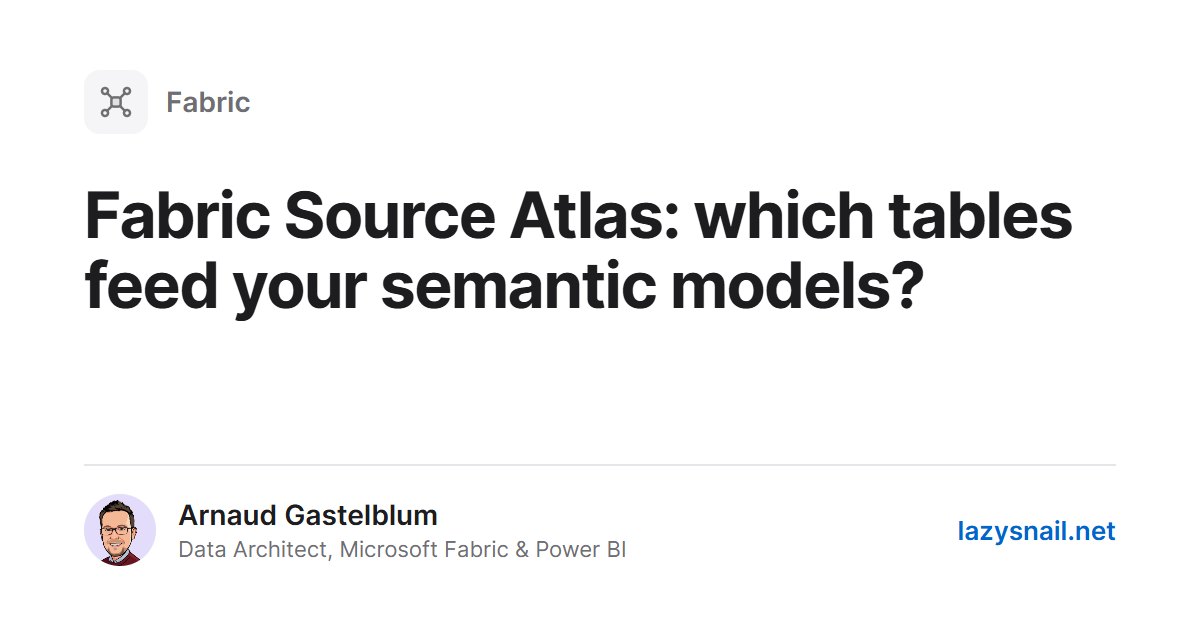 Fabric
Fabric Source Atlas: which tables
feed your semantic models?
Arnaud Gastelblum
Data Architect, Microsoft Fabric & Power BI
lazysnail.net